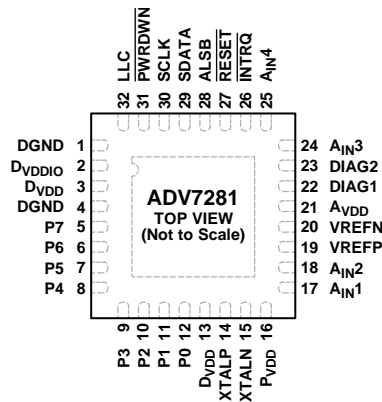 32 LLC
31 P̅W̅R̅D̅W̅N̅
30 SCLK
29 SDATA
28 ALSB
27 R̅E̅S̅E̅T̅
26 I̅N̅T̅R̅Q̅
25 AIN4
DGND 1
DVDDIO 2
DVDD 3
DGND 4
P7 5
P6 6
P5 7
P4 8
ADV7281
TOP VIEW
(Not to Scale)
24 AIN3
23 DIAG2
22 DIAG1
21 AVDD
20 VREFN
19 VREFP
18 AIN2
17 AIN1
P3 9
P2 10
P1 11
P0 12
DVDD 13
XTALP 14
XTALN 15
PVDD 16